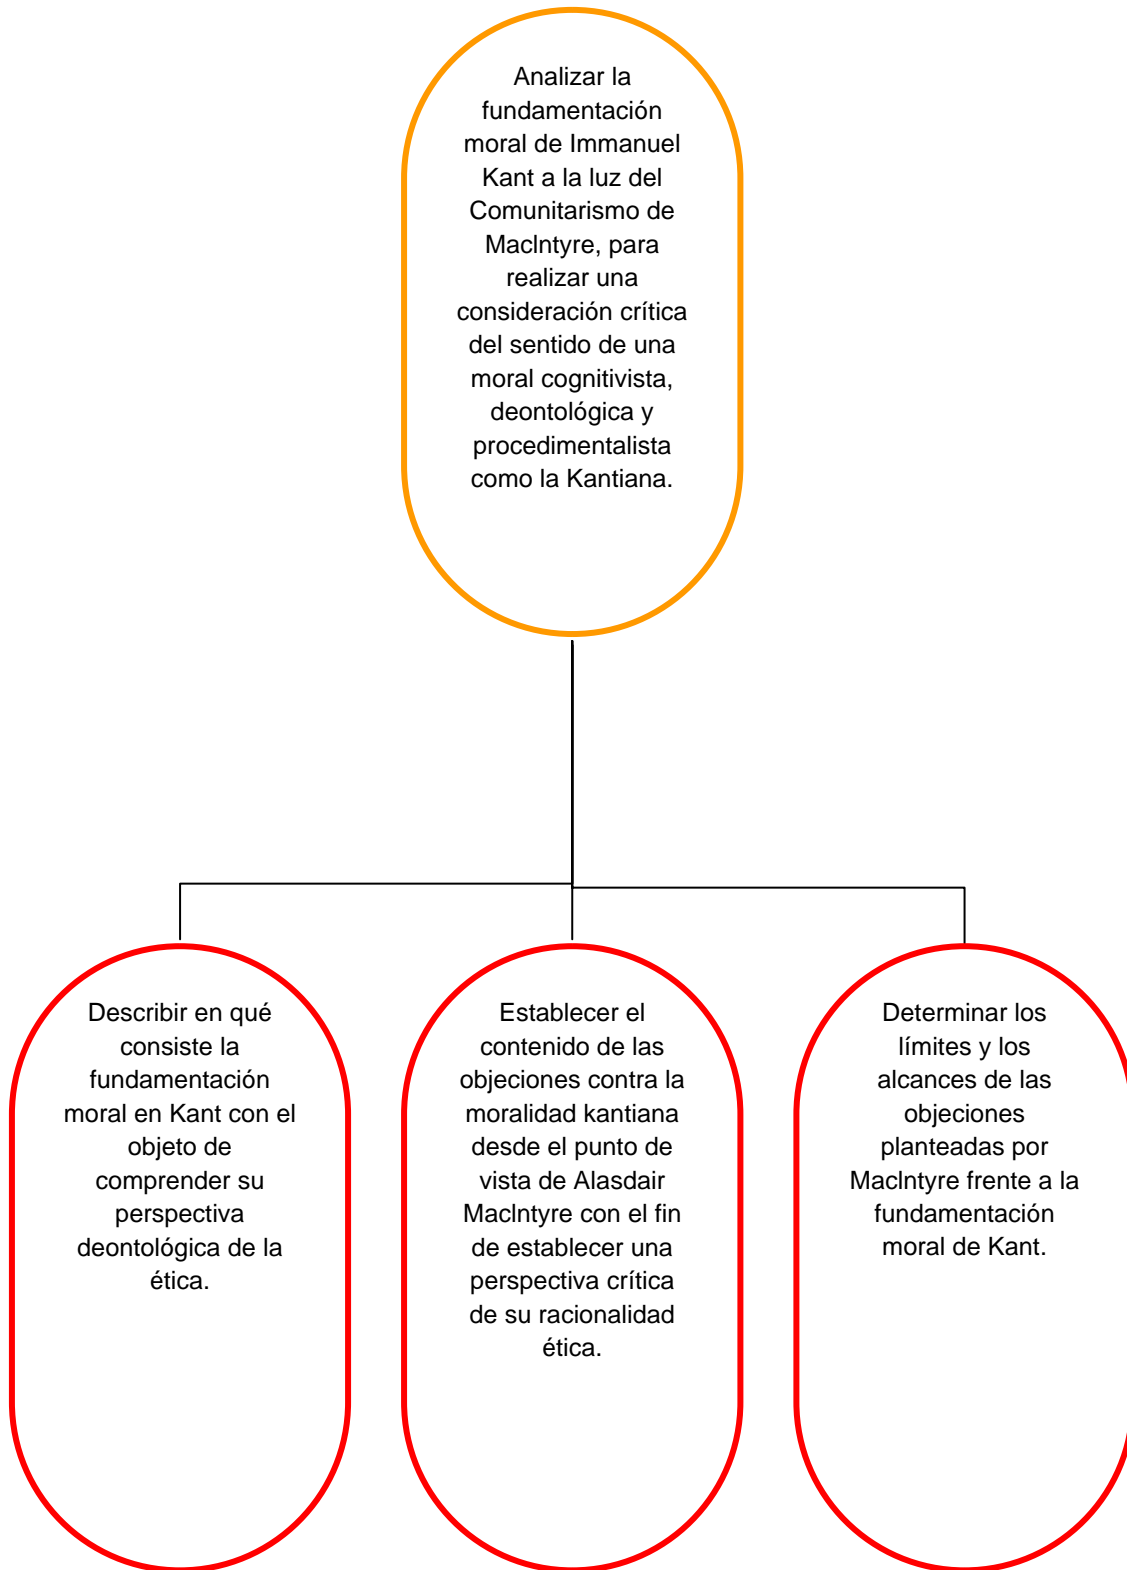 Analizar la
fundamentación
moral de Immanuel
Kant a la luz del
Comunitarismo de
MacIntyre, para
realizar una
consideración crítica
del sentido de una
moral cognitivista,
deontológica y
procedimentalista
como la Kantiana.
Describir en qué
consiste la
fundamentación
moral en Kant con el
objeto de
comprender su
perspectiva
deontológica de la
ética.
Establecer el
contenido de las
objeciones contra la
moralidad kantiana
desde el punto de
vista de Alasdair
MacIntyre con el fin
de establecer una
perspectiva crítica
de su racionalidad
ética.
Determinar los
límites y los
alcances de las
objeciones
planteadas por
MacIntyre frente a la
fundamentación
moral de Kant.